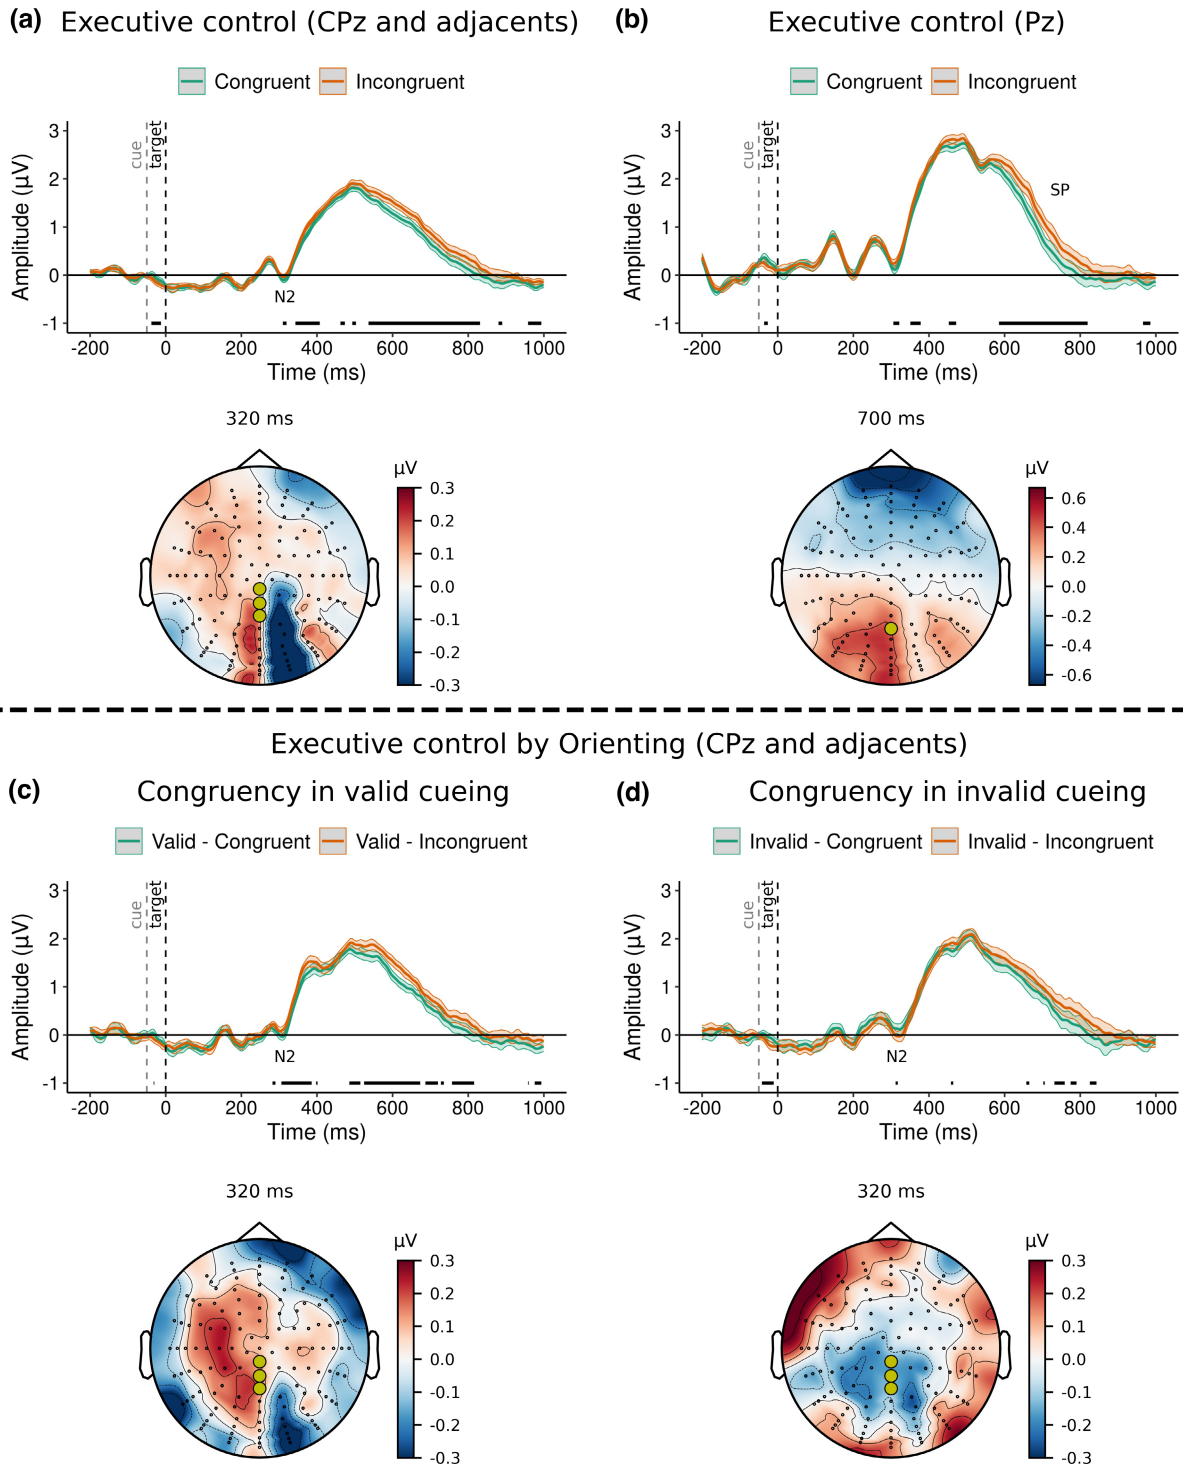 (a) Executive control (CPz and adjacents)
Congruent Incongruent
cue
target
Amplitude (µV)
3
2
1
0
-1
N2
-200 0 200 400 600 800 1000
Time (ms)
320 ms
µV
0.3
0.2
0.1
0.0
-0.1
-0.2
-0.3
(b) Executive control (Pz)
Congruent Incongruent
cue
target
Amplitude (µV)
3
2
1
0
-1
SP
-200 0 200 400 600 800 1000
Time (ms)
700 ms
µV
0.6
0.4
0.2
0.0
-0.2
-0.4
-0.6
Executive control by Orienting (CPz and adjacents)
(c) Congruency in valid cueing
Valid - Congruent Valid - Incongruent
cue
target
Amplitude (µV)
3
2
1
0
-1
N2
-200 0 200 400 600 800 1000
Time (ms)
320 ms
µV
0.3
0.2
0.1
0.0
-0.1
-0.2
-0.3
(d) Congruency in invalid cueing
Invalid - Congruent Invalid - Incongruent
cue
target
Amplitude (µV)
3
2
1
0
-1
N2
-200 0 200 400 600 800 1000
Time (ms)
320 ms
µV
0.3
0.2
0.1
0.0
-0.1
-0.2
-0.3